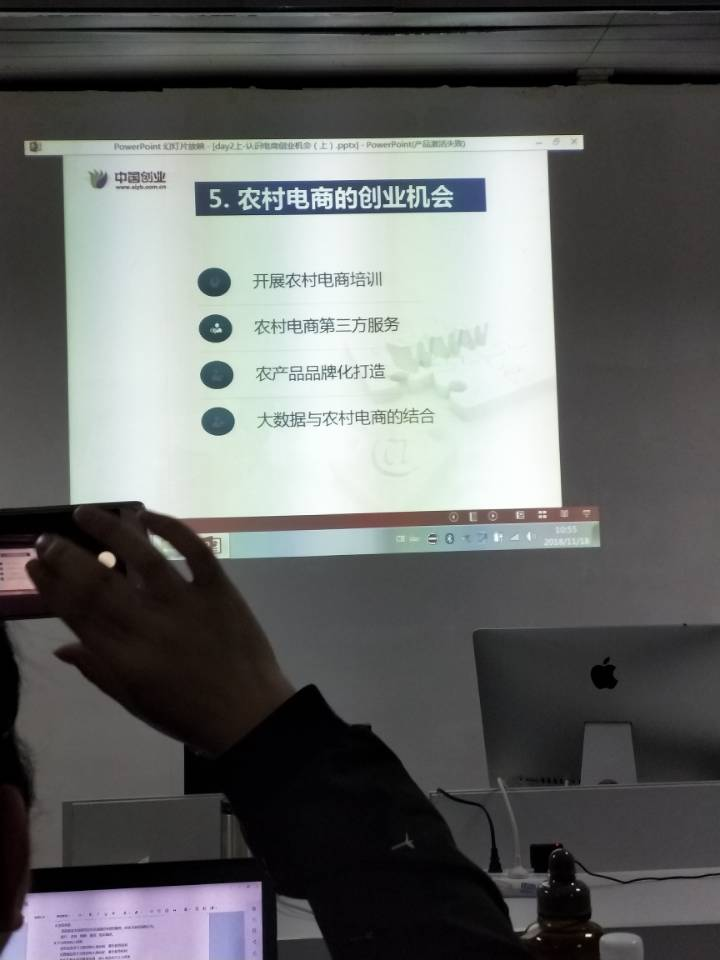 PowerPoint 幻灯片放映 - [day2上-认识电商创业机会（上）.pptx] - PowerPoint(产品激活失败)
中国创业
www.siyb.com.cn
5. 农村电商的创业机会
开展农村电商培训
农村电商第三方服务
农产品品牌化打造
大数据与农村电商的结合
10:55
2018/11/18